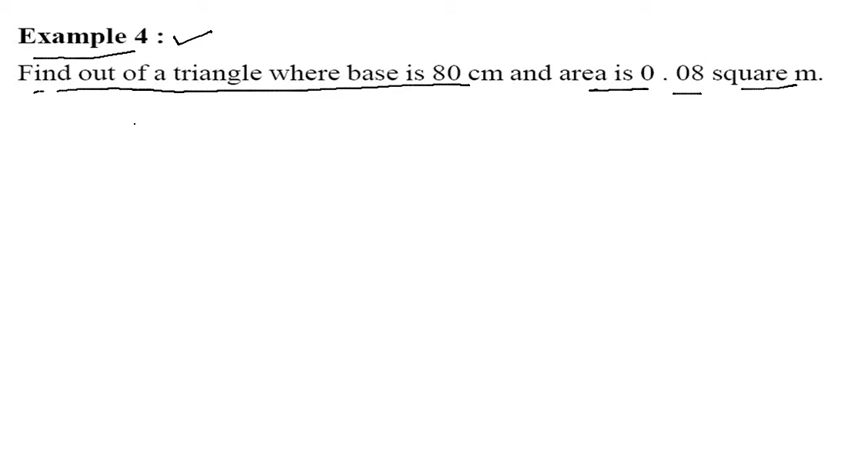 Example 4 :
Find out of a triangle where base is 80 cm and area is 0 . 08 square m.